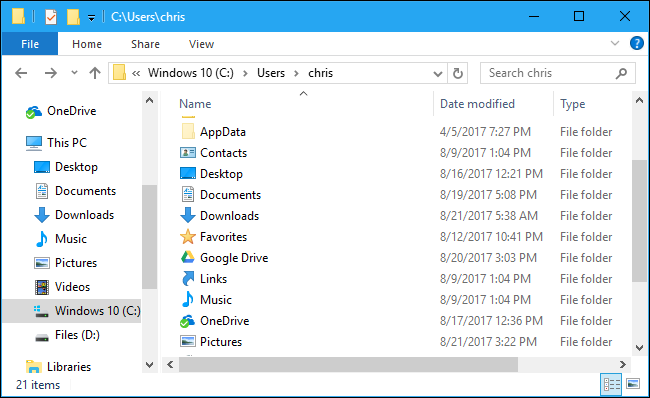 C:\Users\chris
File Home Share View
Windows 10 (C:) Users chris Search chris
Name Date modified Type
OneDrive
This PC
Desktop
Documents
Downloads
Music
Pictures
Videos
Windows 10 (C:)
Files (D:)
Libraries
AppData 4/5/2017 7:27 PM File folder
Contacts 8/9/2017 1:04 PM File folder
Desktop 8/16/2017 12:21 PM File folder
Documents 8/19/2017 5:08 PM File folder
Downloads 8/21/2017 5:38 AM File folder
Favorites 8/12/2017 10:41 PM File folder
Google Drive 8/20/2017 3:03 PM File folder
Links 8/9/2017 1:04 PM File folder
Music 8/9/2017 1:04 PM File folder
OneDrive 8/17/2017 12:36 PM File folder
Pictures 8/21/2017 3:22 PM File folder
21 items